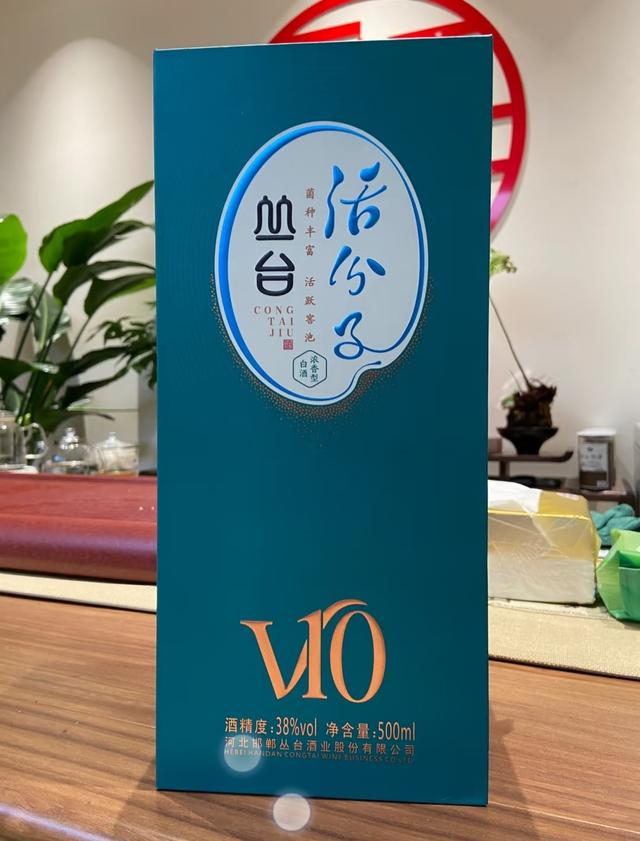 活份子
菌种丰富 活跃窖池
丛台
CONG
TAI
JIU
浓香型
白酒
V10
酒精度:38%vol 净含量:500ml
河北邯郸丛台酒业股份有限公司
HEBEI HANDAN CONGTAI WINE BUSINESS CO LTD